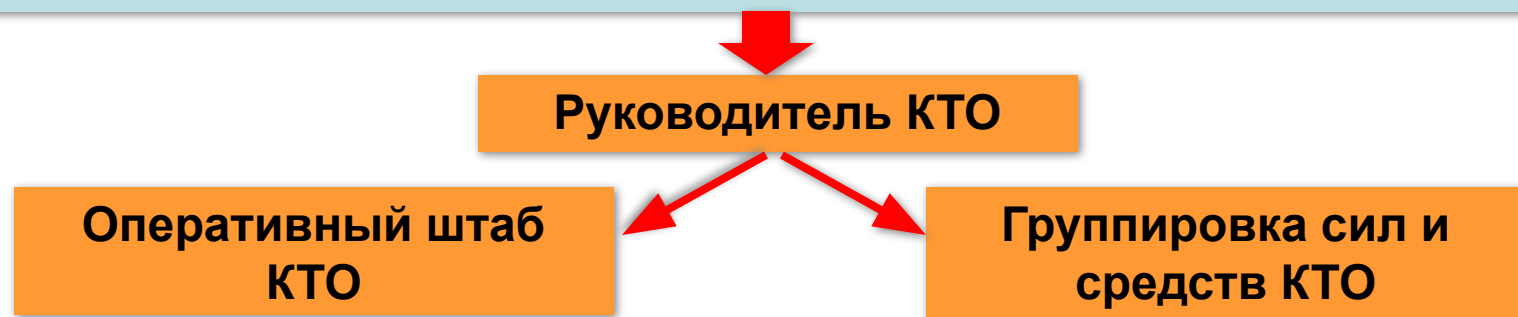 Руководитель КТО
Оперативный штаб
КТО
Группировка сил и
средств КТО